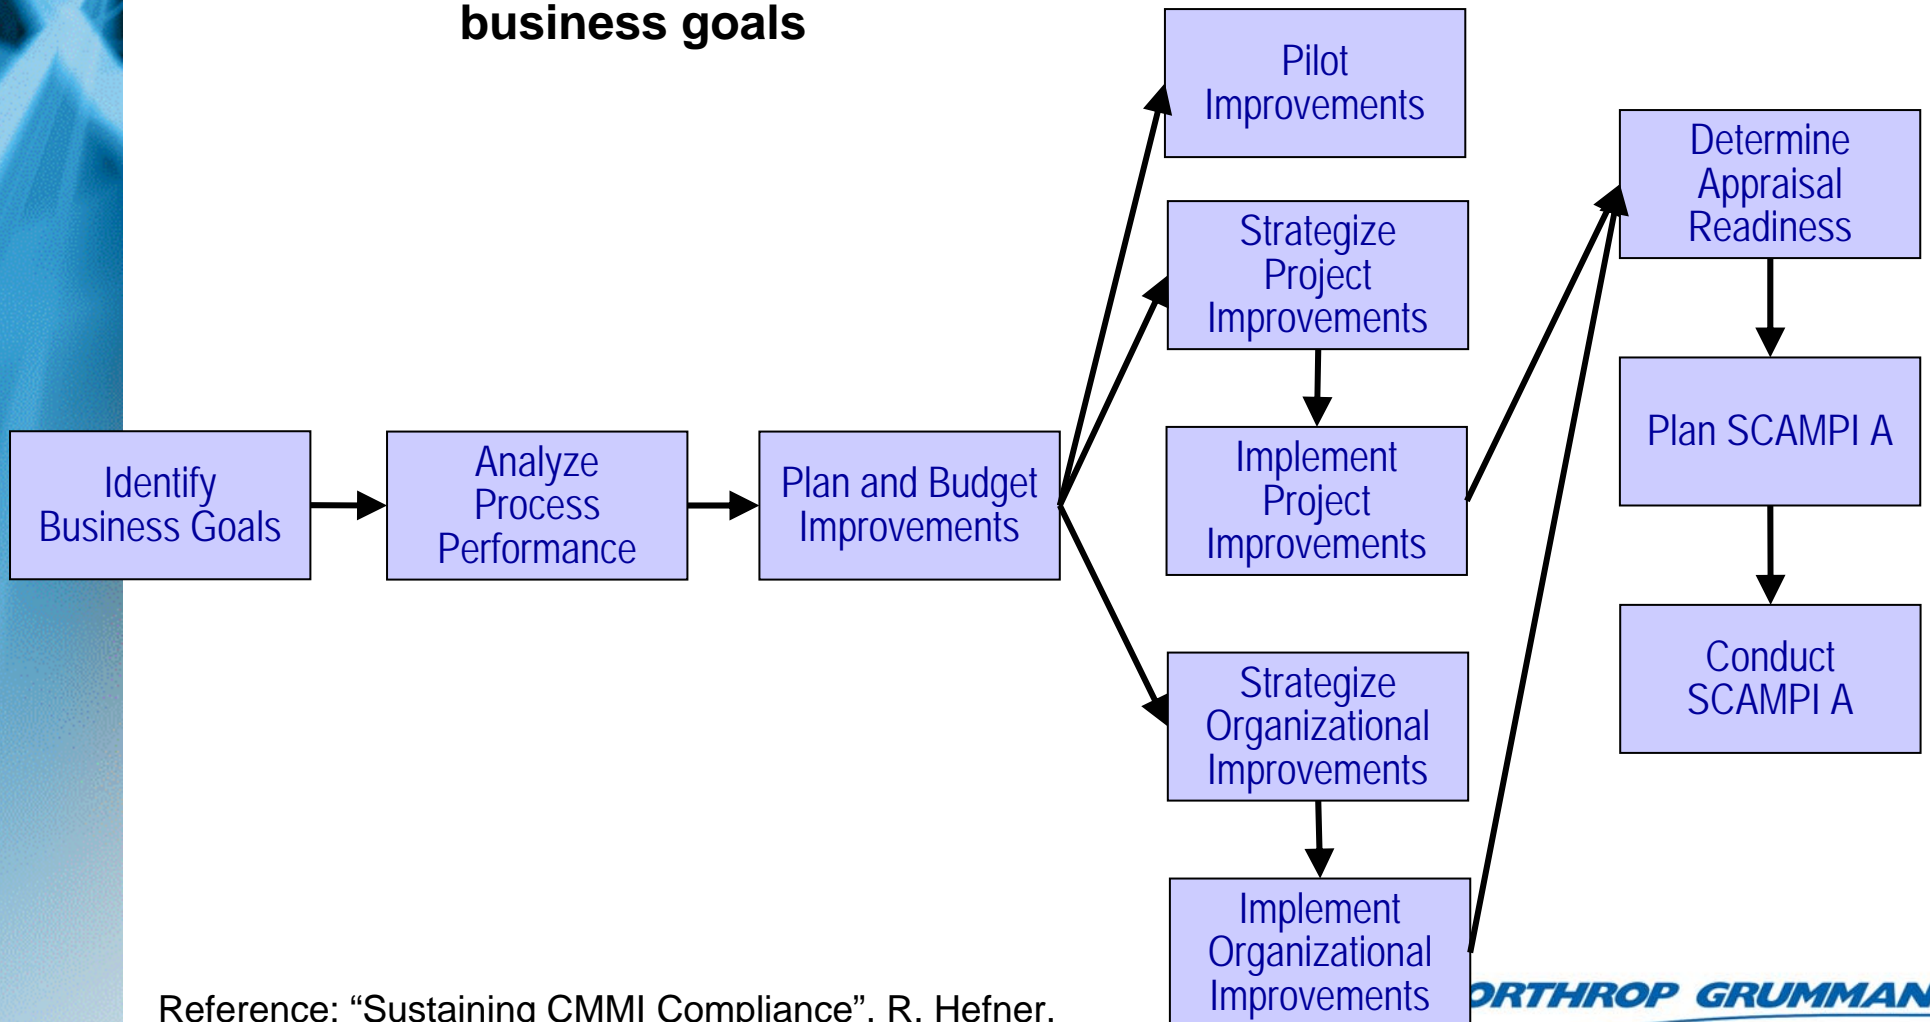 business goals
Pilot
Improvements
Determine
Appraisal
Readiness
Strategize
Project
Improvements
Plan SCAMPI A
Identify
Business Goals
Analyze
Process
Performance
Plan and Budget
Improvements
Implement
Project
Improvements
Conduct
SCAMPI A
Strategize
Organizational
Improvements
Implement
Organizational
Improvements
Reference: “Sustaining CMMI Compliance”, R. Hefner,
ORTHROP GRUMMAN